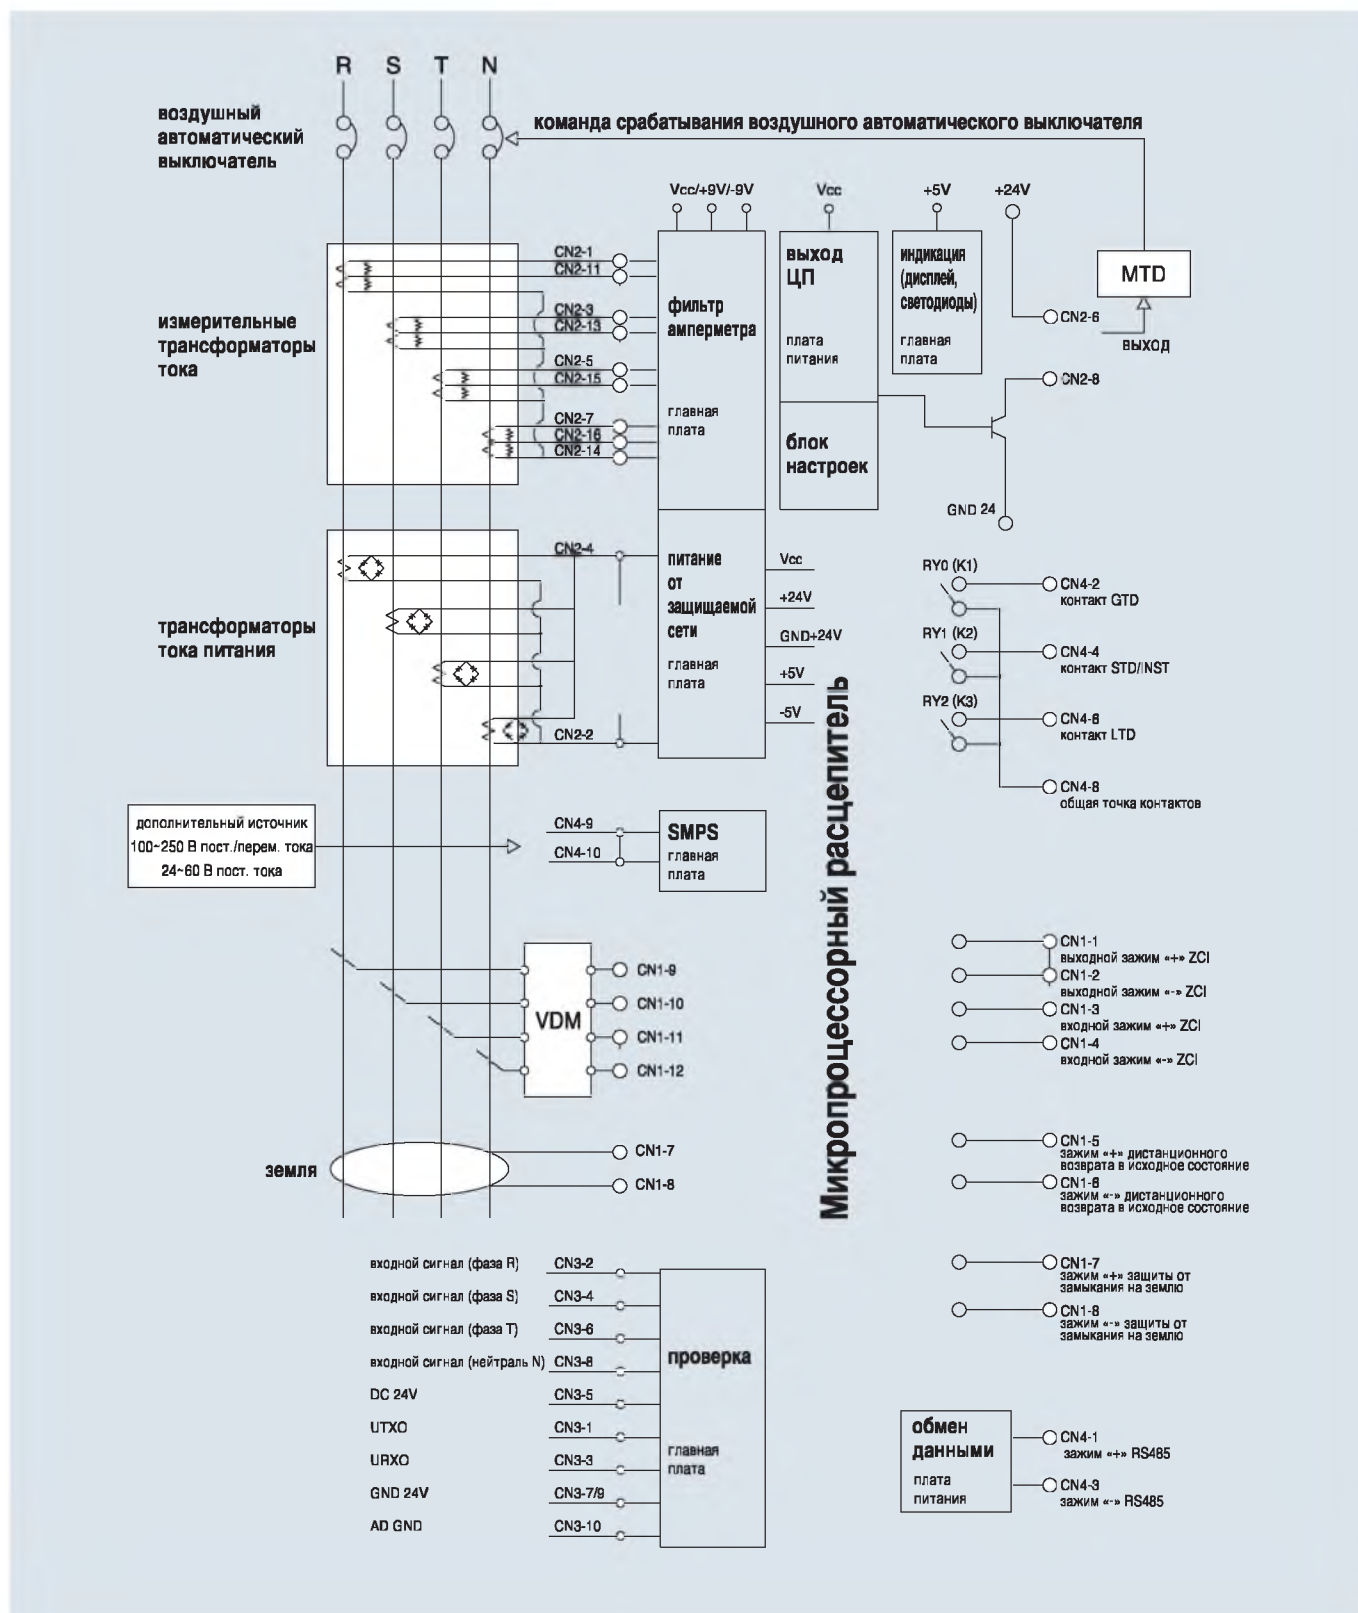 R S T N
воздушный
автоматический
выключатель
команда срабатывания воздушного автоматического выключателя
Vcc/+9V/-9V
Vcc
+5V
+24V
измерительные
трансформаторы
тока
CN2-1
CN2-11
CN2-3
CN2-13
CN2-5
CN2-15
CN2-7
CN2-16
CN2-14
фильтр
амперметра
главная
плата
выход
ЦП
плата
питания
блок
настроек
индикация
(дисплей,
светодиоды)
главная
плата
MTD
CN2-6
выход
CN2-8
GND 24
трансформаторы
тока питания
CN2-4
CN2-2
питание
от
защищаемой
сети
главная
плата
Vcc
+24V
GND+24V
+5V
-5V
Микропроцессорный расцепитель
RY0 (K1)
CN4-2
контакт GTD
RY1 (K2)
CN4-4
контакт STD/INST
RY2 (K3)
CN4-6
контакт LTD
CN4-8
общая точка контактов
дополнительный источник
100~250 В пост./перем. тока
24~60 В пост. тока
CN4-9
CN4-10
SMPS
главная
плата
VDM
CN1-9
CN1-10
CN1-11
CN1-12
CN1-1
выходной зажим «+» ZCI
CN1-2
выходной зажим «-» ZCI
CN1-3
входной зажим «+» ZCI
CN1-4
входной зажим «-» ZCI
земля
CN1-7
CN1-8
CN1-5
зажим «+» дистанционного
возврата в исходное состояние
CN1-6
зажим «-» дистанционного
возврата в исходное состояние
CN1-7
зажим «+» защиты от
замыкания на землю
CN1-8
зажим «-» защиты от
замыкания на землю
входной сигнал (фаза R) CN3-2
входной сигнал (фаза S) CN3-4
входной сигнал (фаза T) CN3-6
входной сигнал (нейтраль N) CN3-8
DC 24V CN3-5
UTXO CN3-1
URXO CN3-3
GND 24V CN3-7/9
AD GND CN3-10
проверка
главная
плата
обмен
данными
плата
питания
CN4-1
зажим «+» RS485
CN4-3
зажим «-» RS485